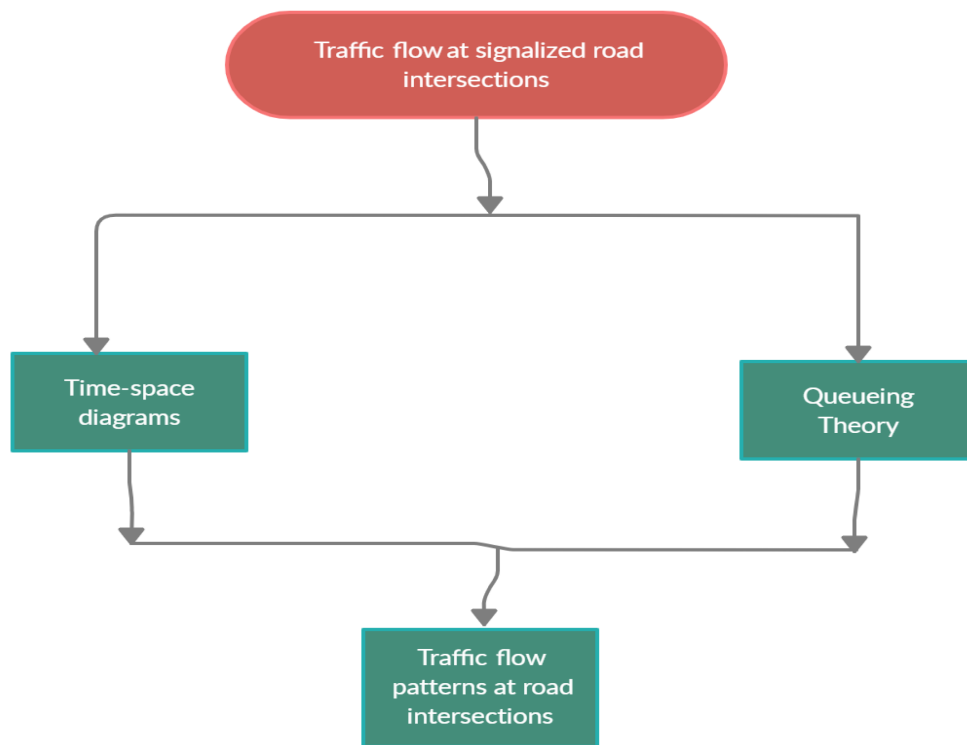 Traffic flow at signalized road
intersections
Time-space
diagrams
Queueing
Theory
Traffic flow
patterns at road
intersections